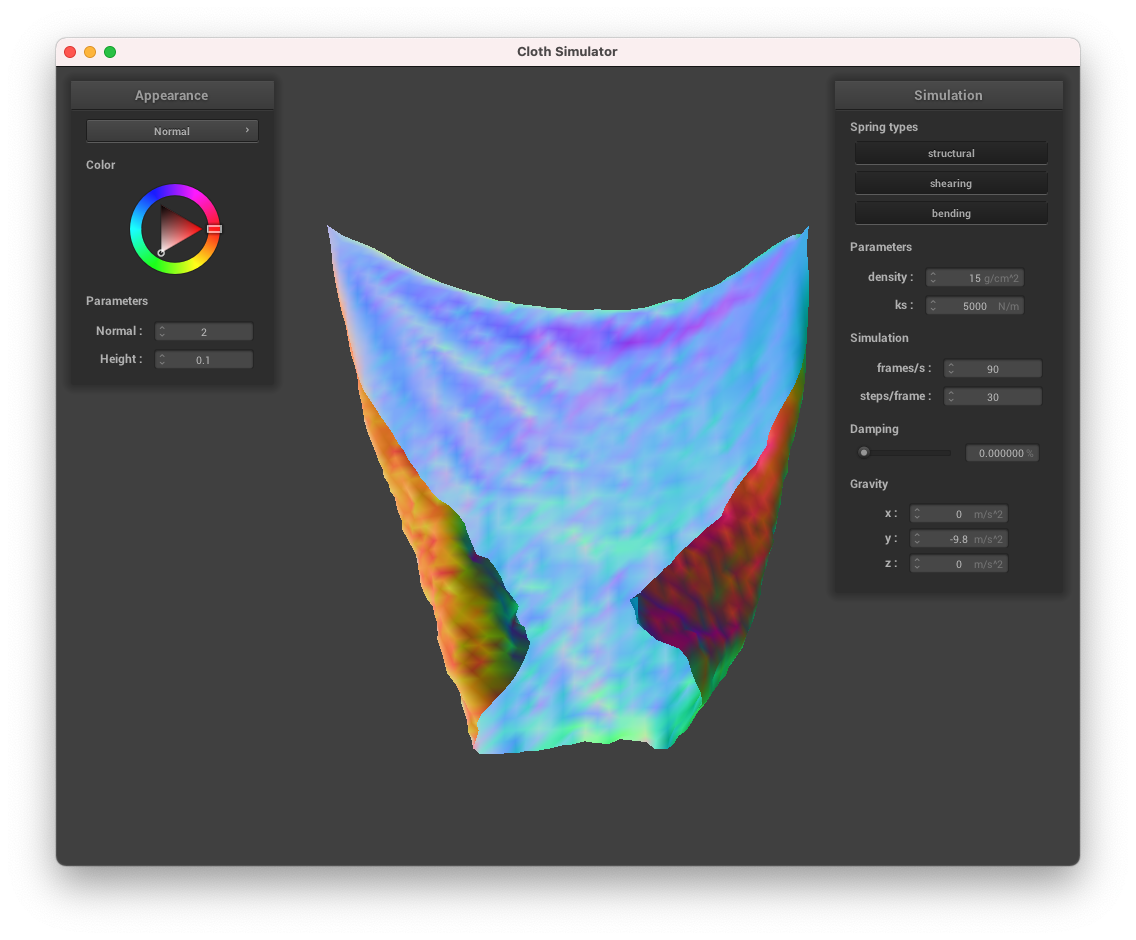 Cloth Simulator
Appearance
Normal ›
Color
Parameters
Normal : 2
Height : 0.1
Simulation
Spring types
structural
shearing
bending
Parameters
density : 15 g/cm^2
ks : 5000 N/m
Simulation
frames/s : 90
steps/frame : 30
Damping
0.000000 %
Gravity
x : 0 m/s^2
y : -9.8 m/s^2
z : 0 m/s^2